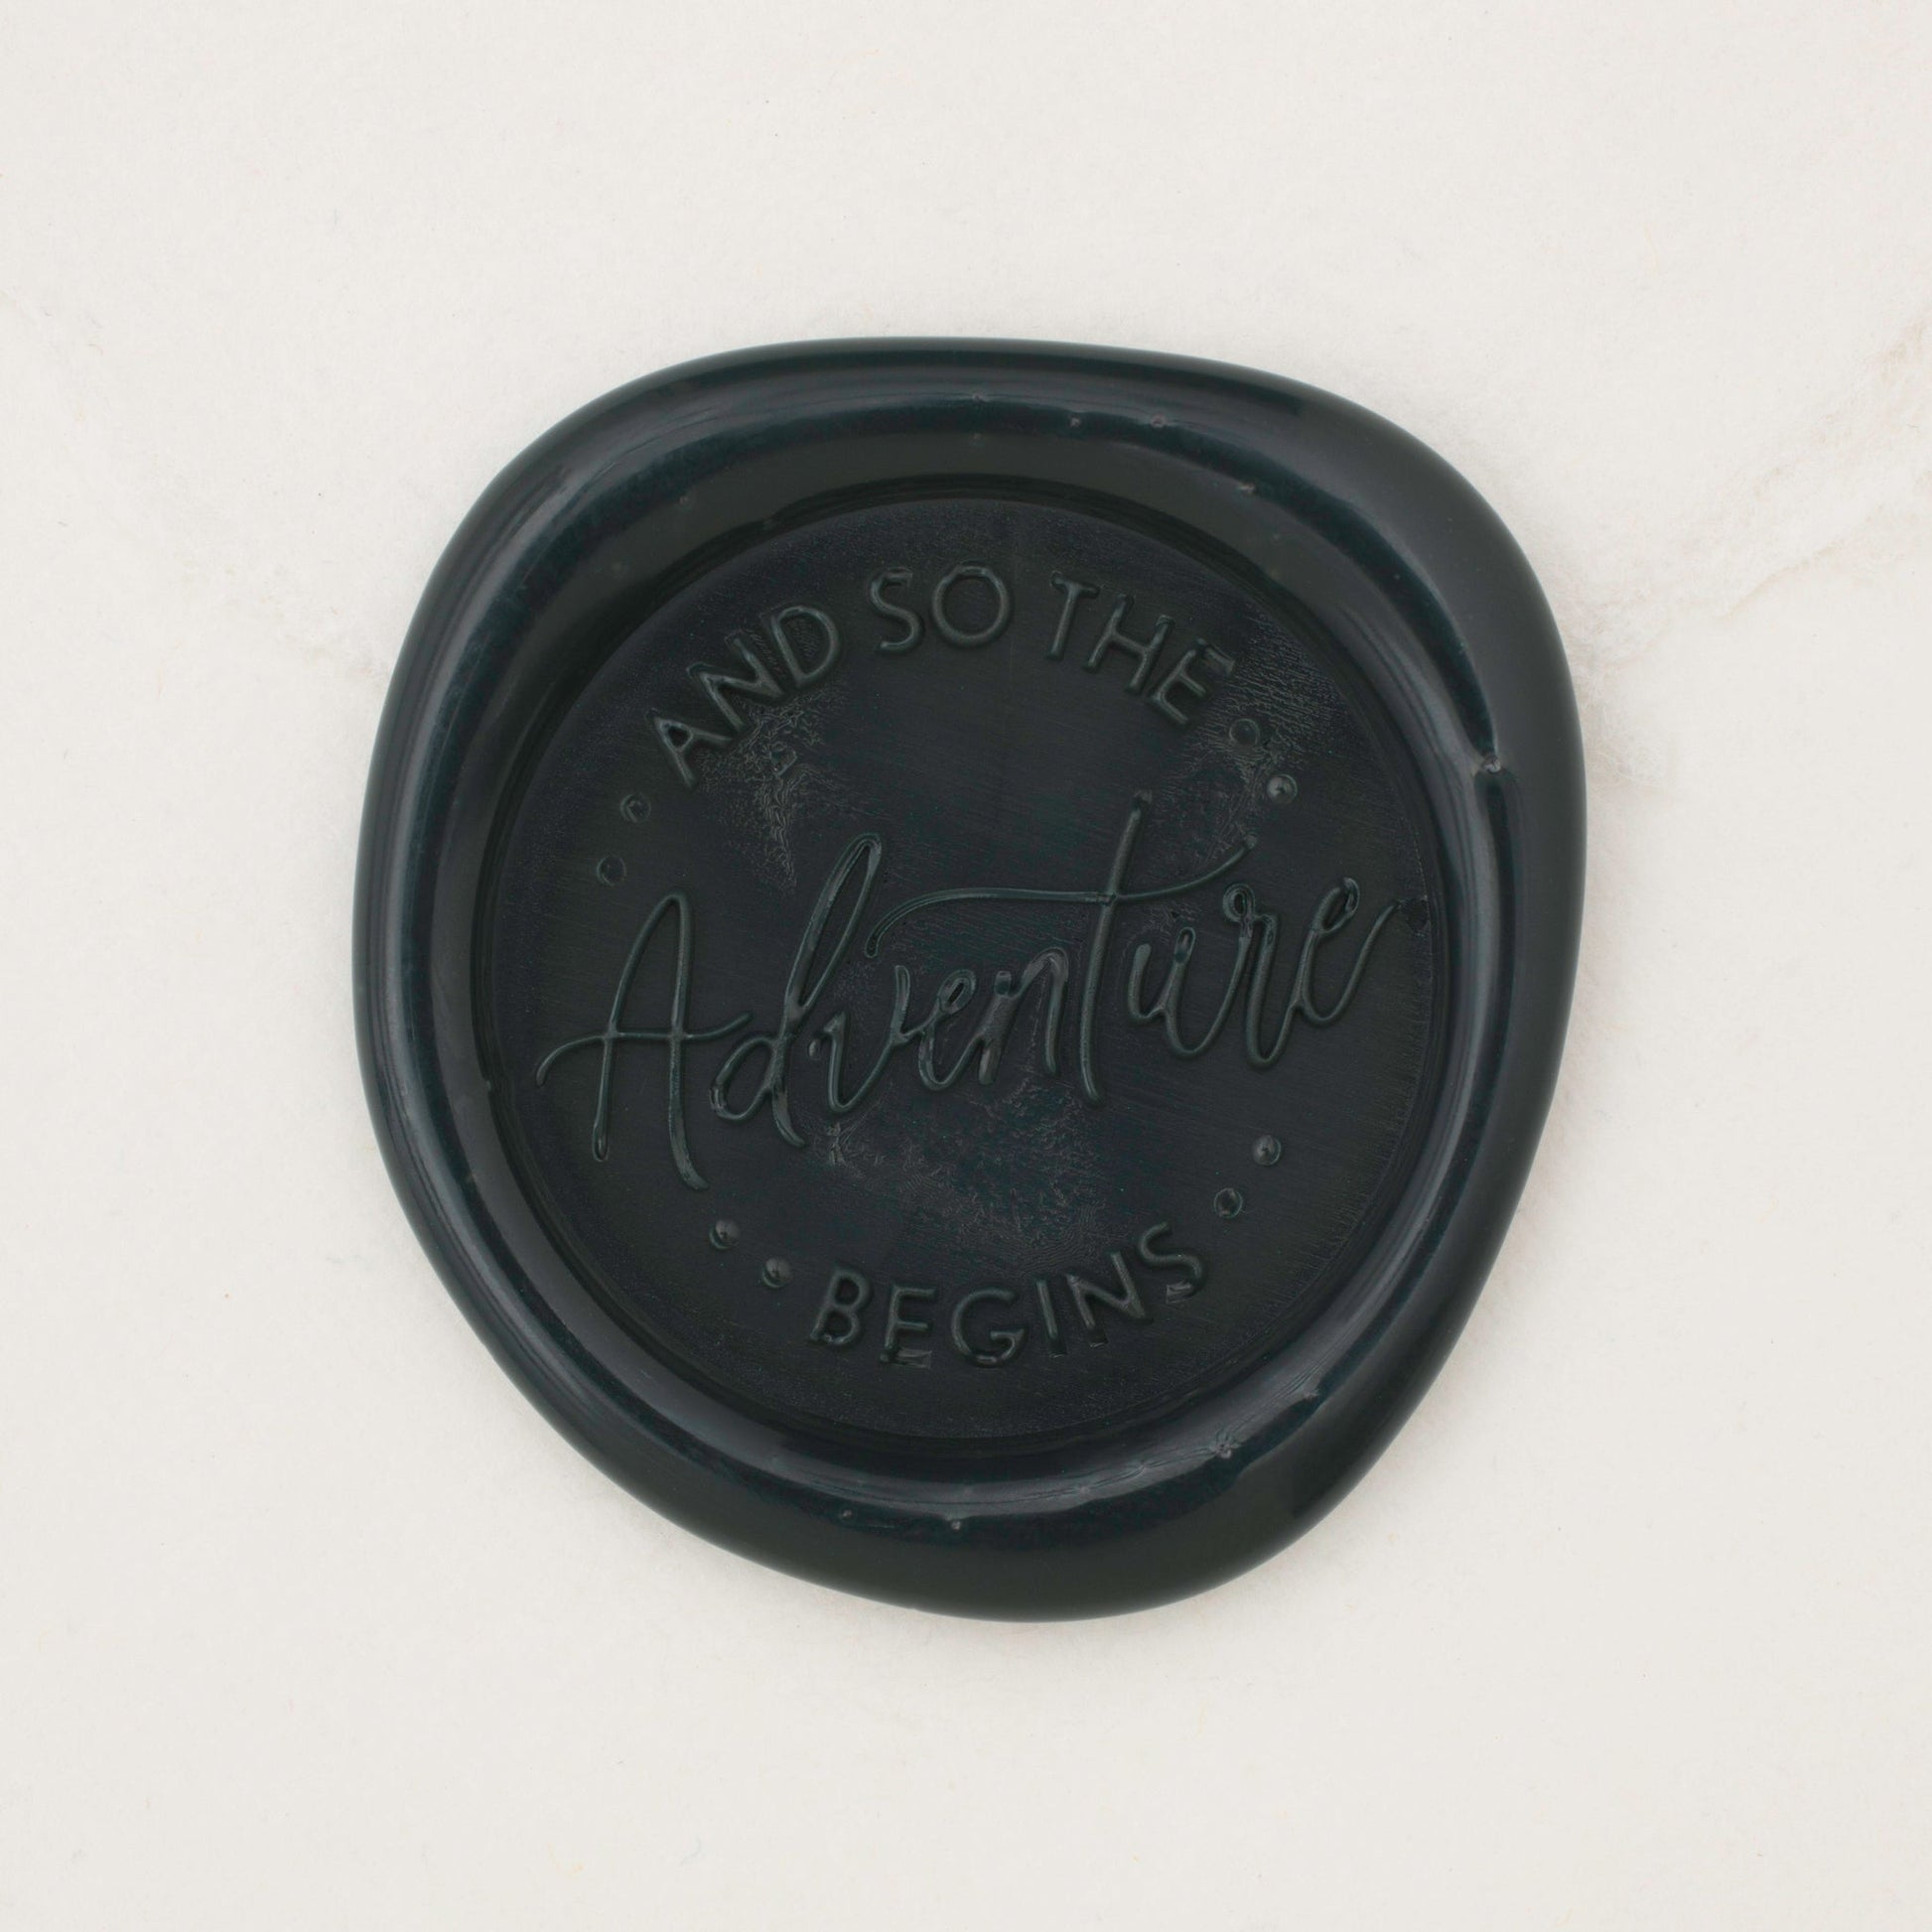 AND SO THE
Adventure
BEGINS